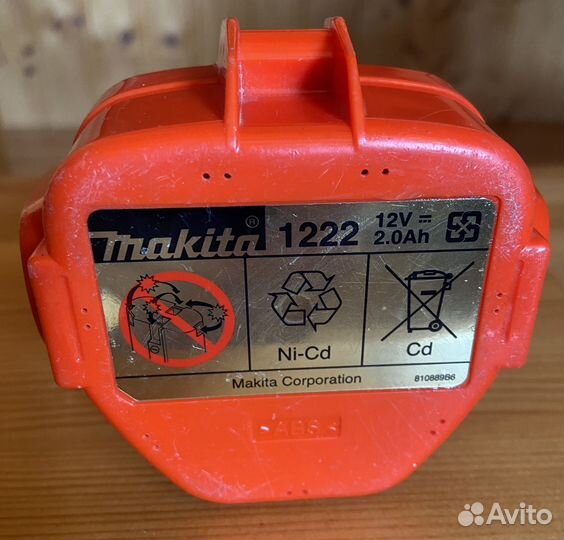 makita® 1222 12V 2.0Ah
Ni-Cd
Cd
Makita Corporation 810889B6
Avito